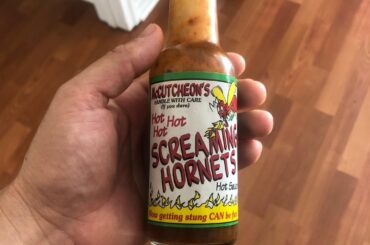 McCUTCHEON'S
HANDLE WITH CARE
(If you dare)
Hot Hot Hot
Hot
SCREAMING
HORNETS
Hot Sauce
Now getting stung CAN be fun